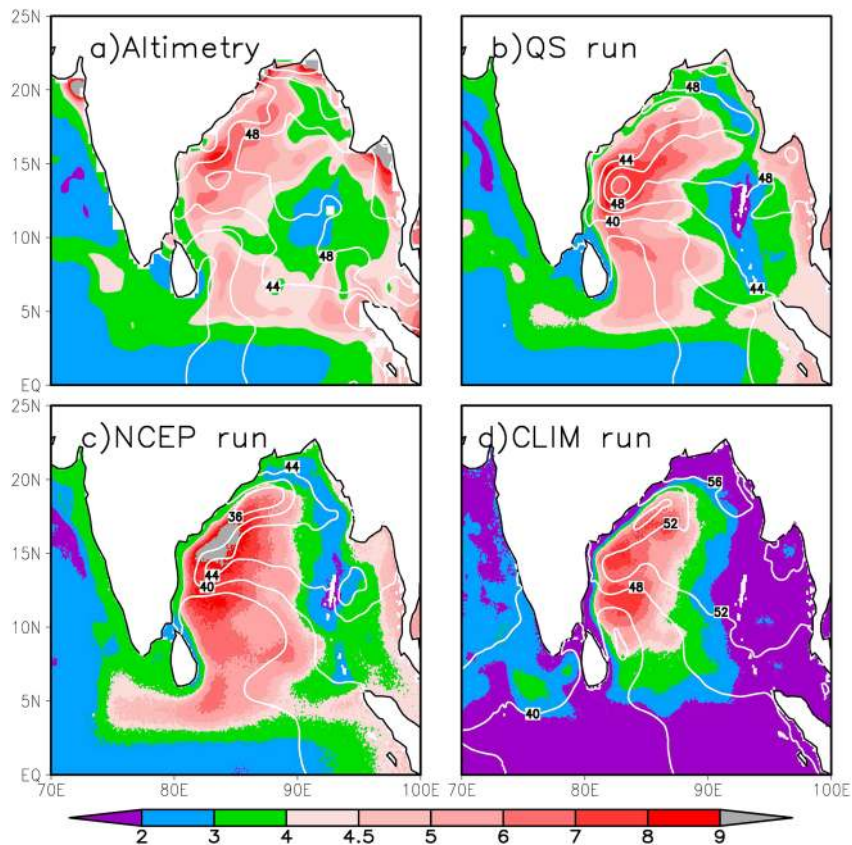 25N
a)Altimetry
b)QS run
20N
48
48
44
15N
48
48
40
10N
48
44
44
5N
EQ
25N
c)NCEP run
d)CLIM run
44
56
20N
36
52
15N
44
40
48
10N
52
5N
40
EQ
70E 80E 90E 100E 70E 80E 90E 100E
2 3 4 4.5 5 6 7 8 9